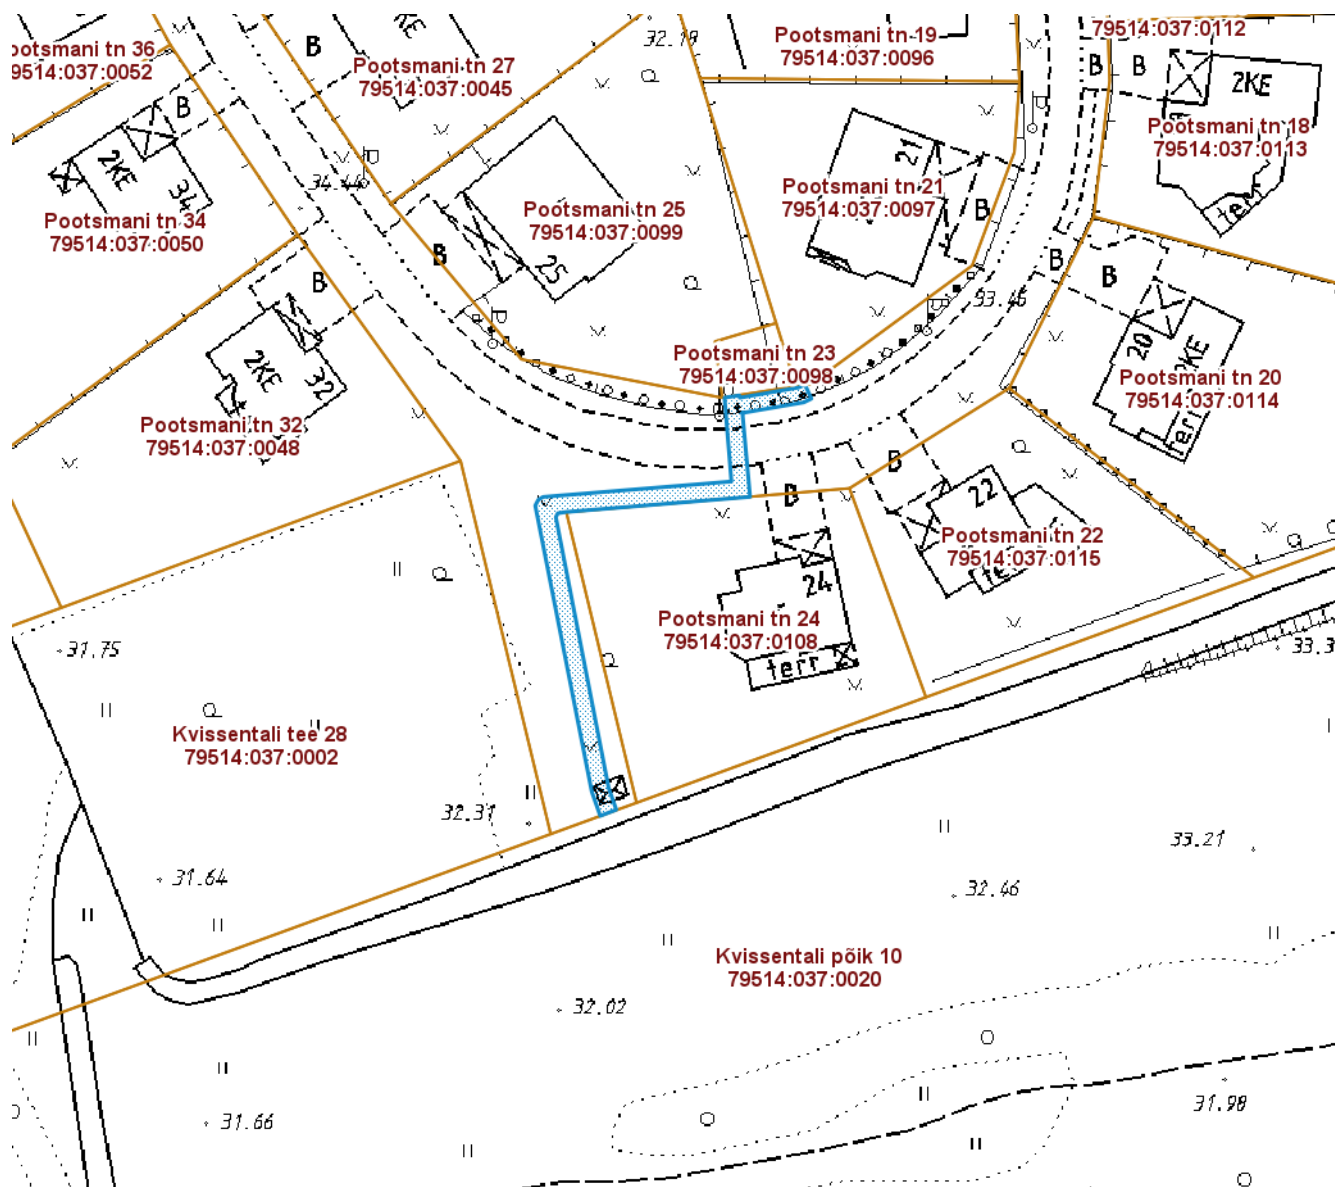 ootsmani tn 36
9514:037:0052
B
KE
Pootsmani tn 27
79514:037:0045
32.18
Pootsmani tn 19
79514:037:0096
79514:037:0112
B
B
2KE
Pootsmani tn 18
79514:037:0113
terr
B
2KE
34
Pootsmani tn 34
79514:037:0050
34.44
Pootsmani tn 25
79514:037:0099
25
B
21
Pootsmani tn 21
79514:037:0097
B
33.46
B
B
B
2KE
32
Pootsmani tn 32
79514:037:0048
Pootsmani tn 23
79514:037:0098
20
2KE
Pootsmani tn 20
79514:037:0114
terr
B
B
22
Pootsmani tn 22
79514:037:0115
te
24
Pootsmani tn 24
79514:037:0108
terr
31.75
33.3
Kvissentali tee 28
79514:037:0002
32.31
33.21
31.64
32.46
Kvissentali põik 10
79514:037:0020
32.02
31.66
31.98